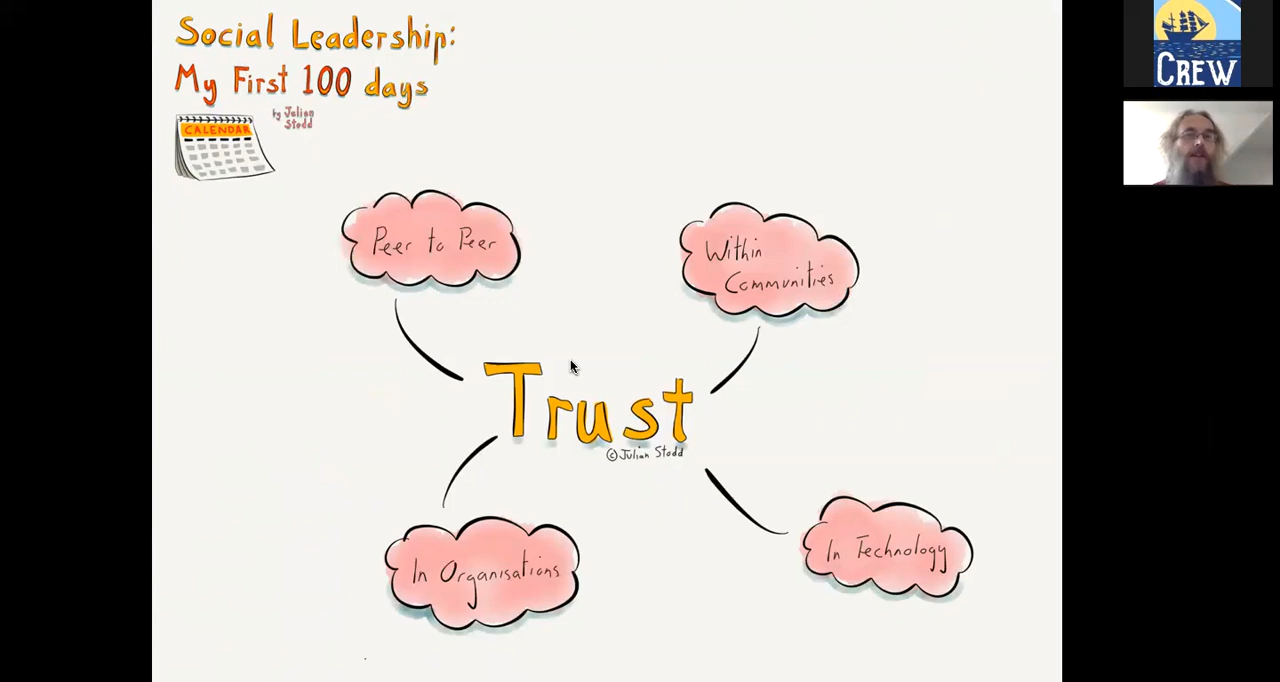 Social Leadership:
My First 100 days
by Julian
Stodd
CALENDAR
CREW
Peer to Peer
Within
Communities
Trust
©Julian Stodd
In Organisations
In Technology